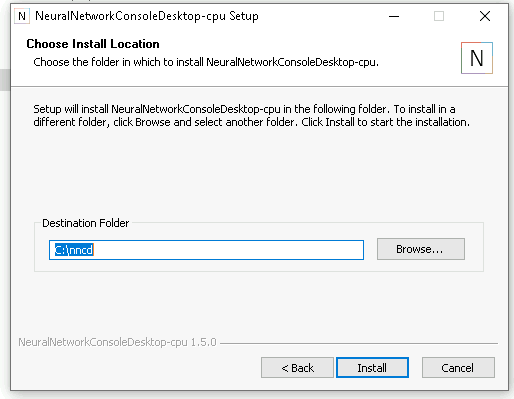 N NeuralNetworkConsoleDesktop-cpu Setup
Choose Install Location
Choose the folder in which to install NeuralNetworkConsoleDesktop-cpu.
N
Setup will install NeuralNetworkConsoleDesktop-cpu in the following folder. To install in a
different folder, click Browse and select another folder. Click Install to start the installation.
Destination Folder
C:\nncd
Browse...
NeuralNetworkConsoleDesktop-cpu 1.5.0
< Back
Install
Cancel